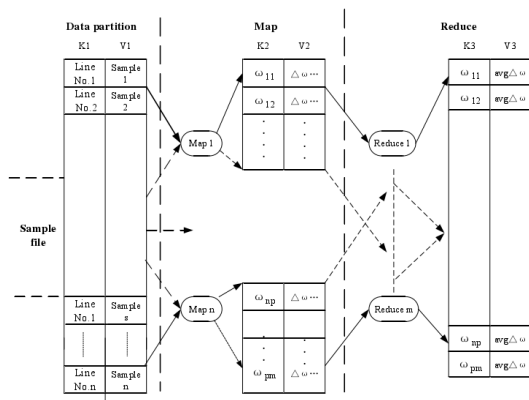 Data partition
Map
Reduce
K1 V1
K2 V2
K3 V3
Line No.1
Sample 1
Line No.2
Sample 2
ω11 △ω⋯
ω12 △ω⋯
ω11 avg△ω
ω12 avg△ω
Map 1
Reduce 1
Sample file
Line No.1
Sample s
Line No.n
Sample n
Map n
ωnp △ω⋯
ωpm △ω⋯
Reduce m
ωnp avg△ω
ωpm avg△ω